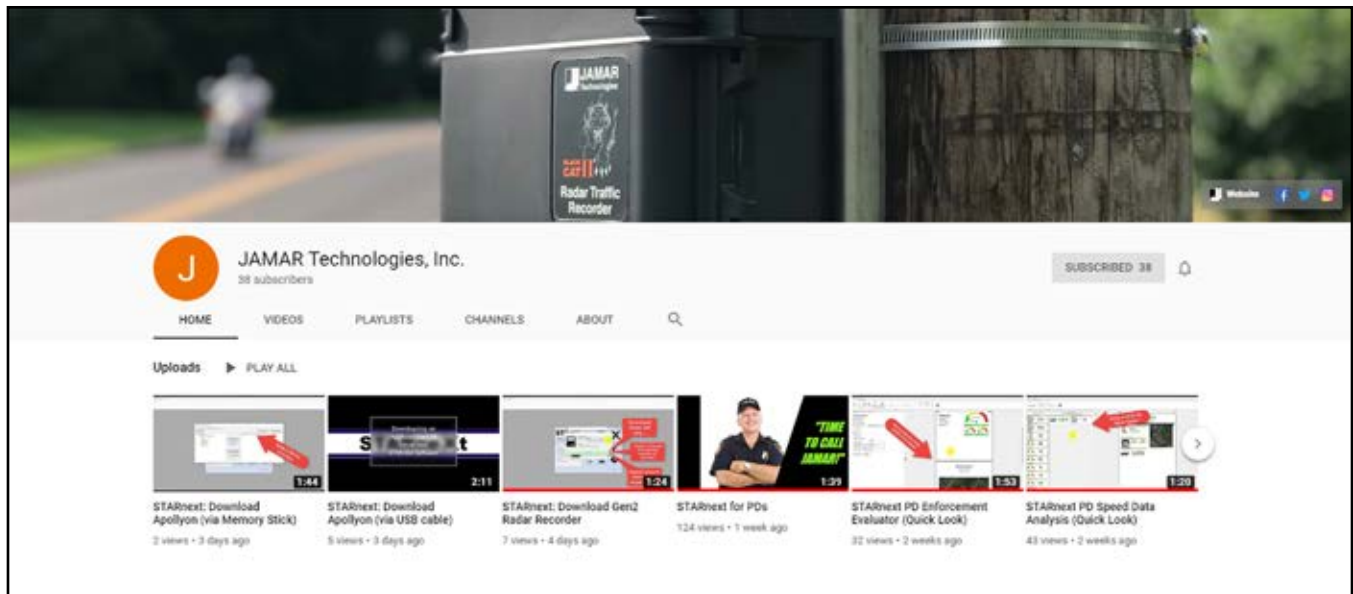 JAMAR
Technologies
BLACK
CAT II
Radar Traffic
Recorder
Website
J
JAMAR Technologies, Inc.
38 subscribers
SUBSCRIBED 38
HOME VIDEOS PLAYLISTS CHANNELS ABOUT
Uploads PLAY ALL
"TIME
TO CALL
JAMAR!"
1:44 2:11 1:24 1:39 1:53 1:20
STARnext: Download
Apollyon (via Memory Stick)
2 views • 3 days ago
STARnext: Download
Apollyon (via USB cable)
5 views • 3 days ago
STARnext: Download Gen2
Radar Recorder
7 views • 4 days ago
STARnext for PDs
124 views • 1 week ago
STARnext PD Enforcement
Evaluator (Quick Look)
32 views • 2 weeks ago
STARnext PD Speed Data
Analysis (Quick Look)
43 views • 2 weeks ago